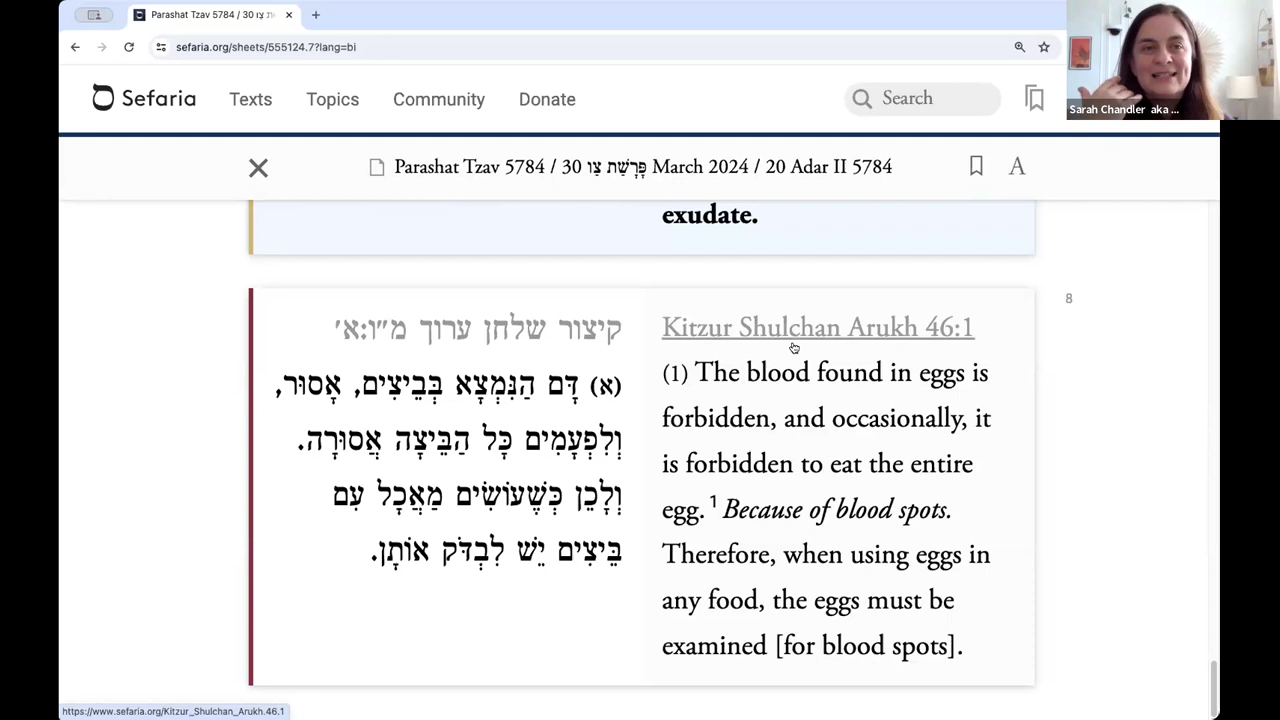 Parashat Tzav 5784 / 30 פָּרָשַׁת צַו
sefaria.org/sheets/555124.7?lang=bi
Sefaria Texts Topics Community Donate Search
Parashat Tzav 5784 / פָּרָשַׁת צַו 30 March 2024 / 20 Adar II 5784 A
Sarah Chandler aka ...
exudate.
8
קיצור שלחן ערוך מ״ו:א׳
(א) דָּם הַנִּמְצָא בְּבֵיצִים, אָסוּר,
וְלִפְעָמִים כָּל הַבֵּיצָה אֲסוּרָה.
וְלָכֵן כְּשֶׁעוֹשִׂים מַאֲכָל עִם
בֵּיצִים יֵשׁ לִבְדֹּק אוֹתָן.
Kitzur Shulchan Arukh 46:1
(1) The blood found in eggs is
forbidden, and occasionally, it
is forbidden to eat the entire
egg.¹ Because of blood spots.
Therefore, when using eggs in
any food, the eggs must be
examined [for blood spots].
https://www.sefaria.org/Kitzur_Shulchan_Arukh.46.1